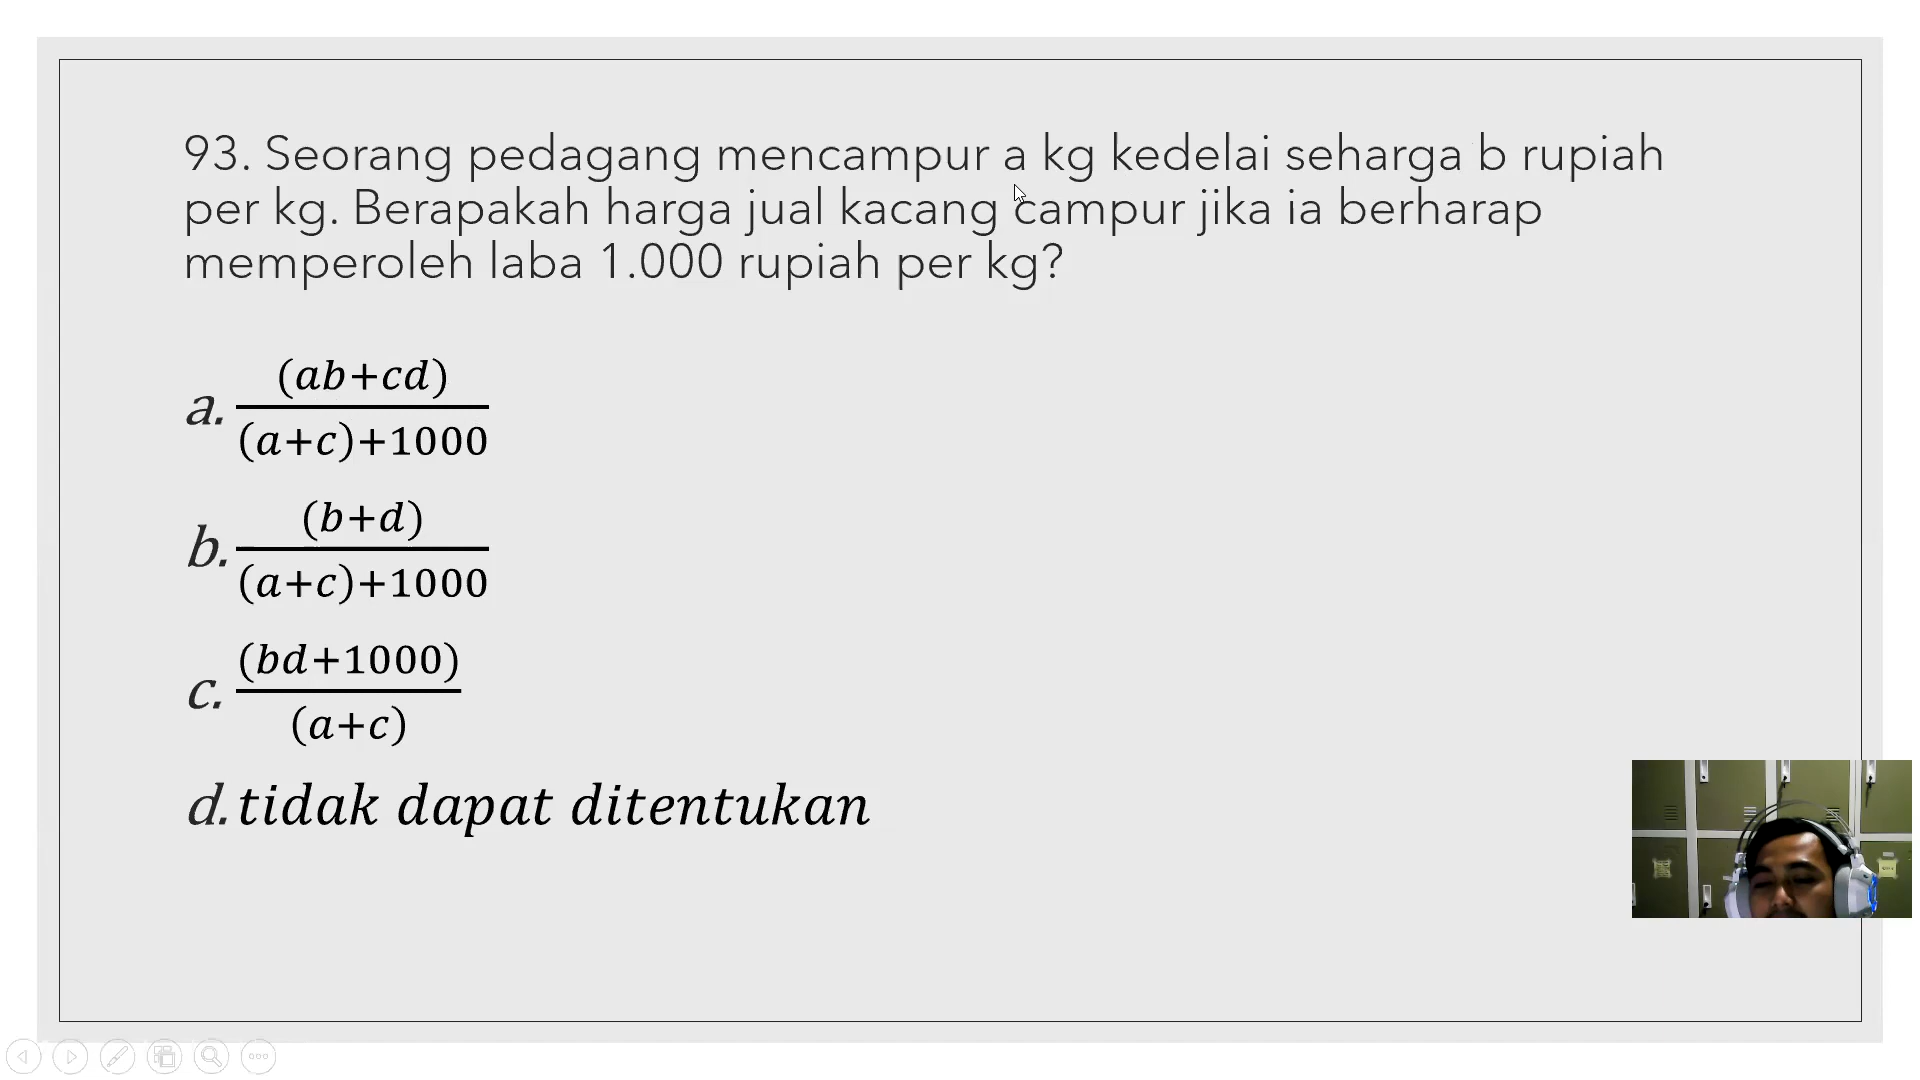 93. Seorang pedagang mencampur a kg kedelai seharga b rupiah
per kg. Berapakah harga jual kacang campur jika ia berharap
memperoleh laba 1.000 rupiah per kg?
a. (ab+cd)
(a+c)+1000
b. (b+d)
(a+c)+1000
c. (bd+1000)
(a+c)
d. tidak dapat ditentukan